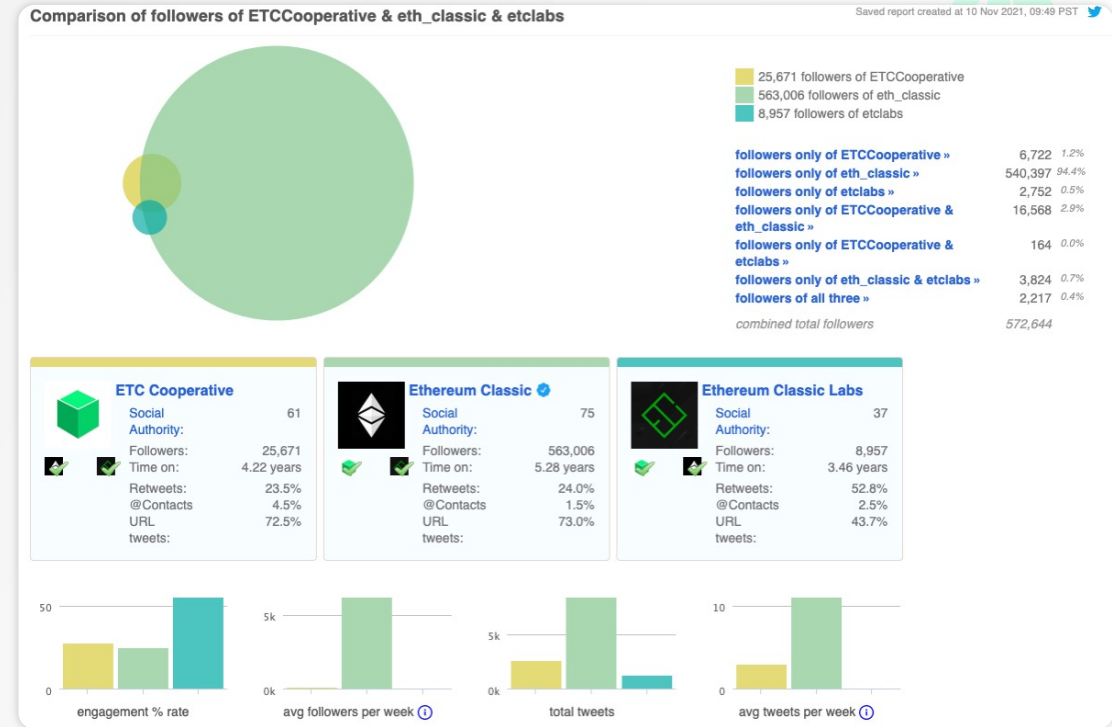 Comparison of followers of ETCCooperative & eth_classic & etclabs
Saved report created at 10 Nov 2021, 09:49 PST
25,671 followers of ETCCooperative
563,006 followers of eth_classic
8,957 followers of etclabs
followers only of ETCCooperative » 6,722 1.2%
followers only of eth_classic » 540,397 94.4%
followers only of etclabs » 2,752 0.5%
followers only of ETCCooperative & 16,568 2.9%
eth_classic »
followers only of ETCCooperative & 164 0.0%
etclabs »
followers only of eth_classic & etclabs » 3,824 0.7%
followers of all three » 2,217 0.4%
combined total followers 572,644
ETC Cooperative
Social 61
Authority:
Followers: 25,671
Time on: 4.22 years
Retweets: 23.5%
@Contacts 4.5%
URL 72.5%
tweets:
Ethereum Classic
Social 75
Authority:
Followers: 563,006
Time on: 5.28 years
Retweets: 24.0%
@Contacts 1.5%
URL 73.0%
tweets:
Ethereum Classic Labs
Social 37
Authority:
Followers: 8,957
Time on: 3.46 years
Retweets: 52.8%
@Contacts 2.5%
URL 43.7%
tweets:
50
0
engagement % rate
5k
0k
avg followers per week
5k
0k
total tweets
10
0
avg tweets per week